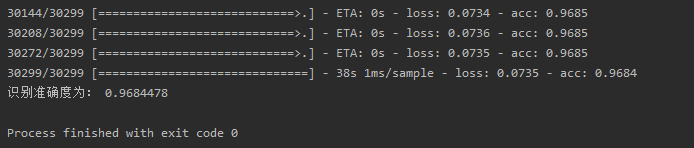 30144/30299 [============================>.] - ETA: 0s - loss: 0.0734 - acc: 0.9685
30208/30299 [============================>.] - ETA: 0s - loss: 0.0736 - acc: 0.9685
30272/30299 [============================>.] - ETA: 0s - loss: 0.0735 - acc: 0.9685
30299/30299 [==============================] - 38s 1ms/sample - loss: 0.0735 - acc: 0.9684
识别准确度为： 0.9684478
Process finished with exit code 0